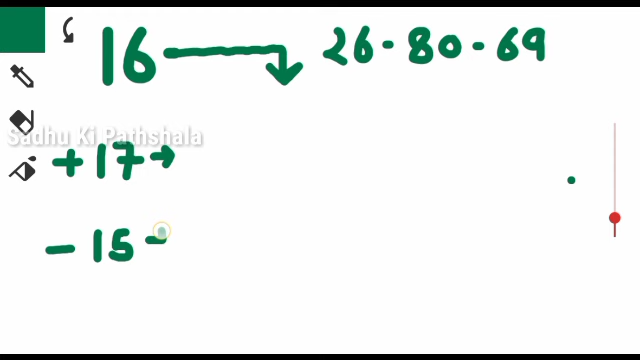 16 → 26 - 80 - 69
Sadhu Ki Pathshala
+ 17 →
- 15 -